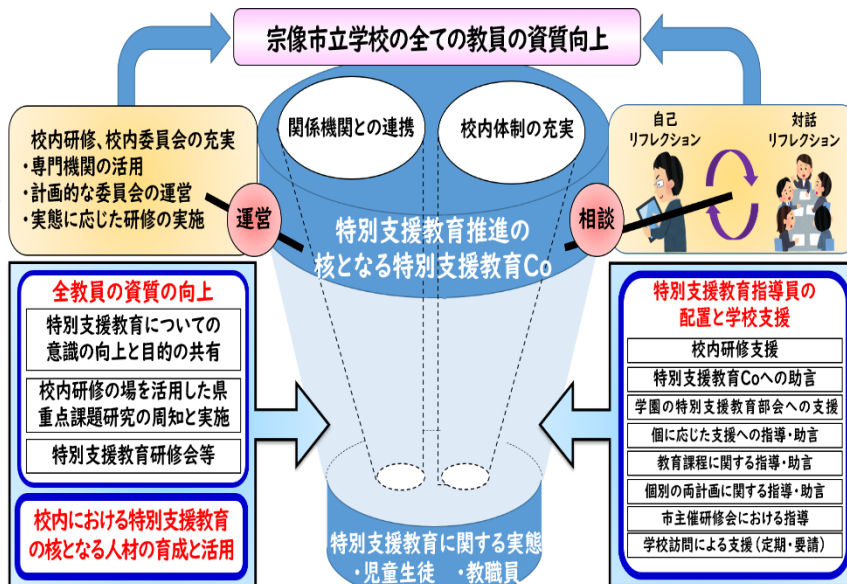 宗像市立学校の全ての教員の資質向上
校内研修、校内委員会の充実
・専門機関の活用
・計画的な委員会の運営
・実態に応じた研修の実施
運営
関係機関との連携
校内体制の充実
特別支援教育推進の
核となる特別支援教育Co
相談
自己
リフレクション
対話
リフレクション
全教員の資質の向上
特別支援教育についての
意識の向上と目的の共有
校内研修の場を活用した県
重点課題研究の周知と実施
特別支援教育研修会等
校内における特別支援教育
の核となる人材の育成と活用
特別支援教育に関する実態
・児童生徒　・教職員
特別支援教育指導員の
配置と学校支援
校内研修支援
特別支援教育Coへの助言
学園の特別支援教育部会への支援
個に応じた支援への指導・助言
教育課程に関する指導・助言
個別の両計画に関する指導・助言
市主催研修会における指導
学校訪問による支援(定期・要請)